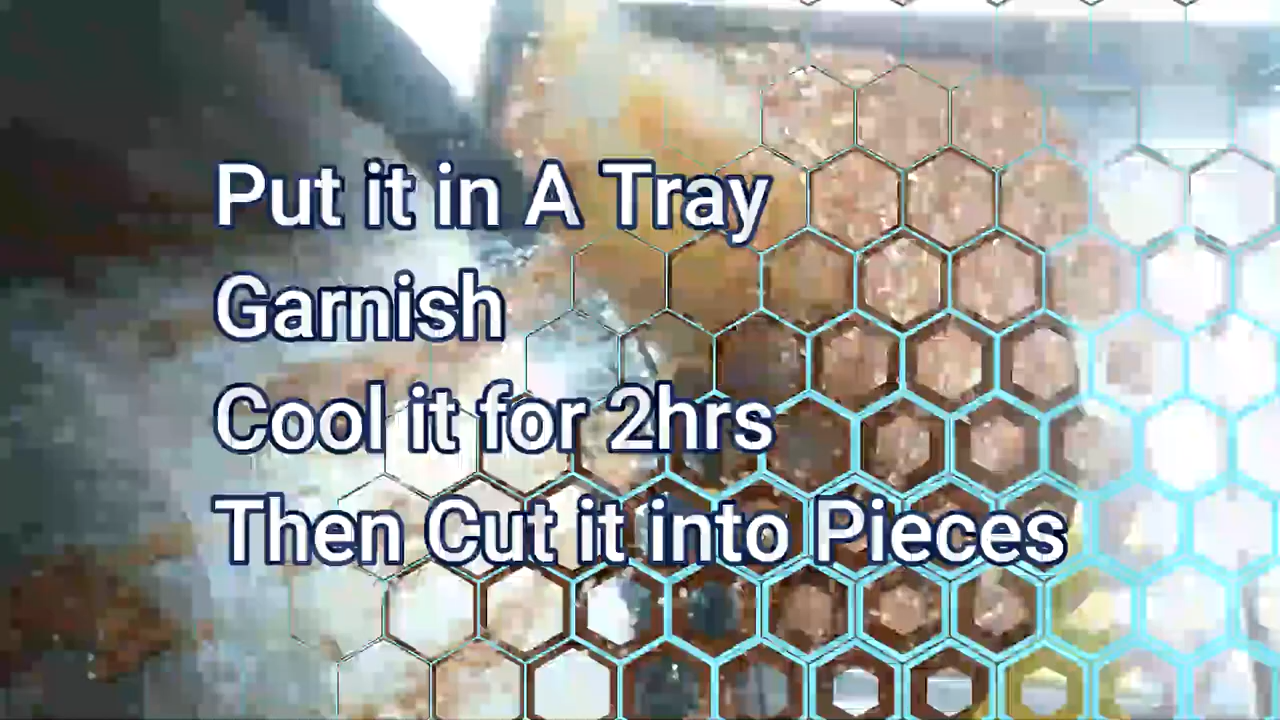 Put it in A Tray
Garnish
Cool it for 2hrs
Then Cut it into Pieces